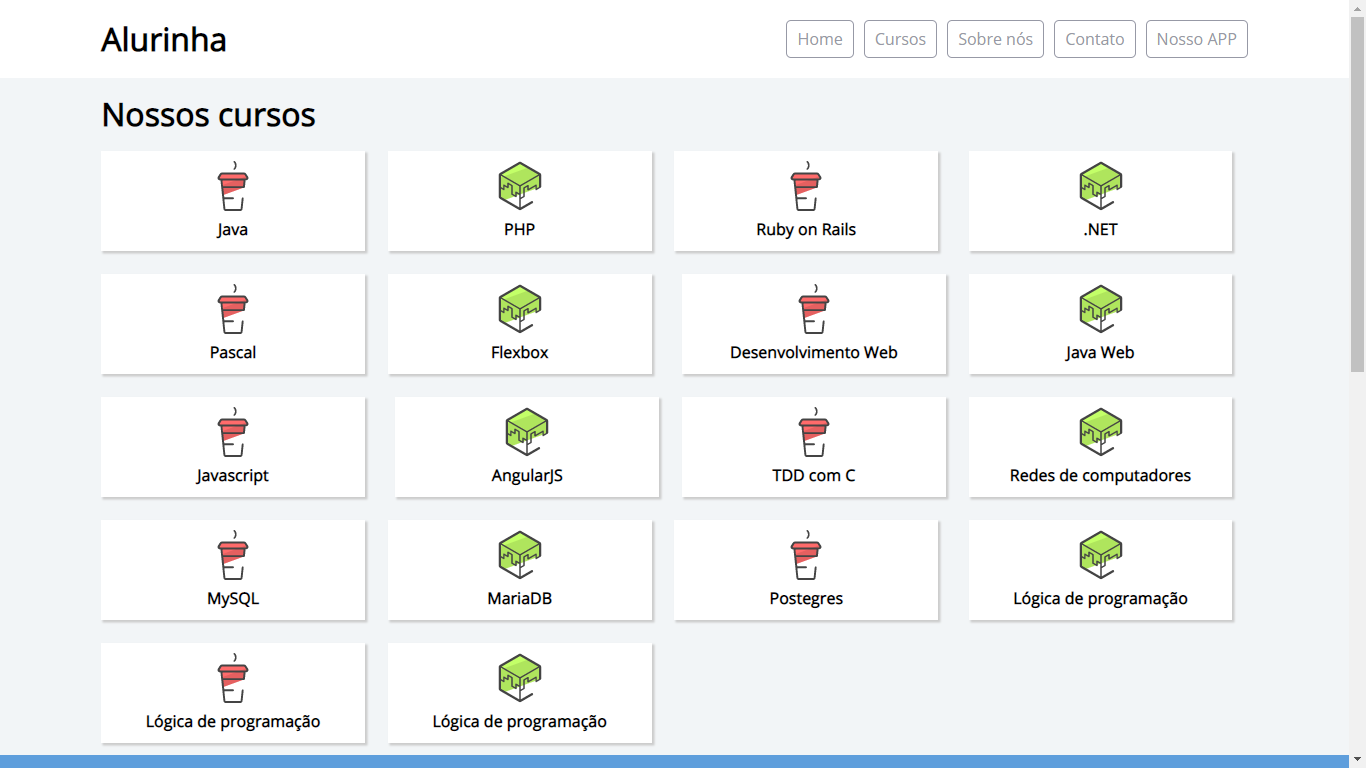 Alurinha
Home Cursos Sobre nós Contato Nosso APP
Nossos cursos
Java PHP Ruby on Rails .NET
Pascal Flexbox Desenvolvimento Web Java Web
Javascript AngularJS TDD com C Redes de computadores
MySQL MariaDB Postegres Lógica de programação
Lógica de programação Lógica de programação